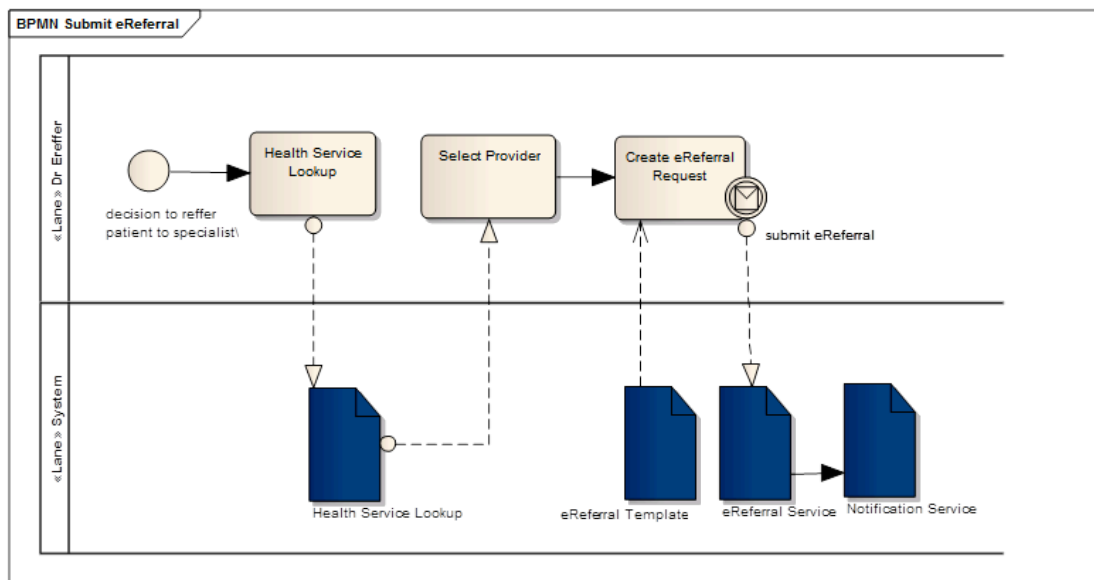 BPMN Submit eReferral
«Lane» Dr Ereffer
Health Service
Lookup
Select Provider
Create eReferral
Request
decision to reffer
patient to specialist\
submit eReferral
«Lane» System
Health Service Lookup
eReferral Template
eReferral Service
Notification Service